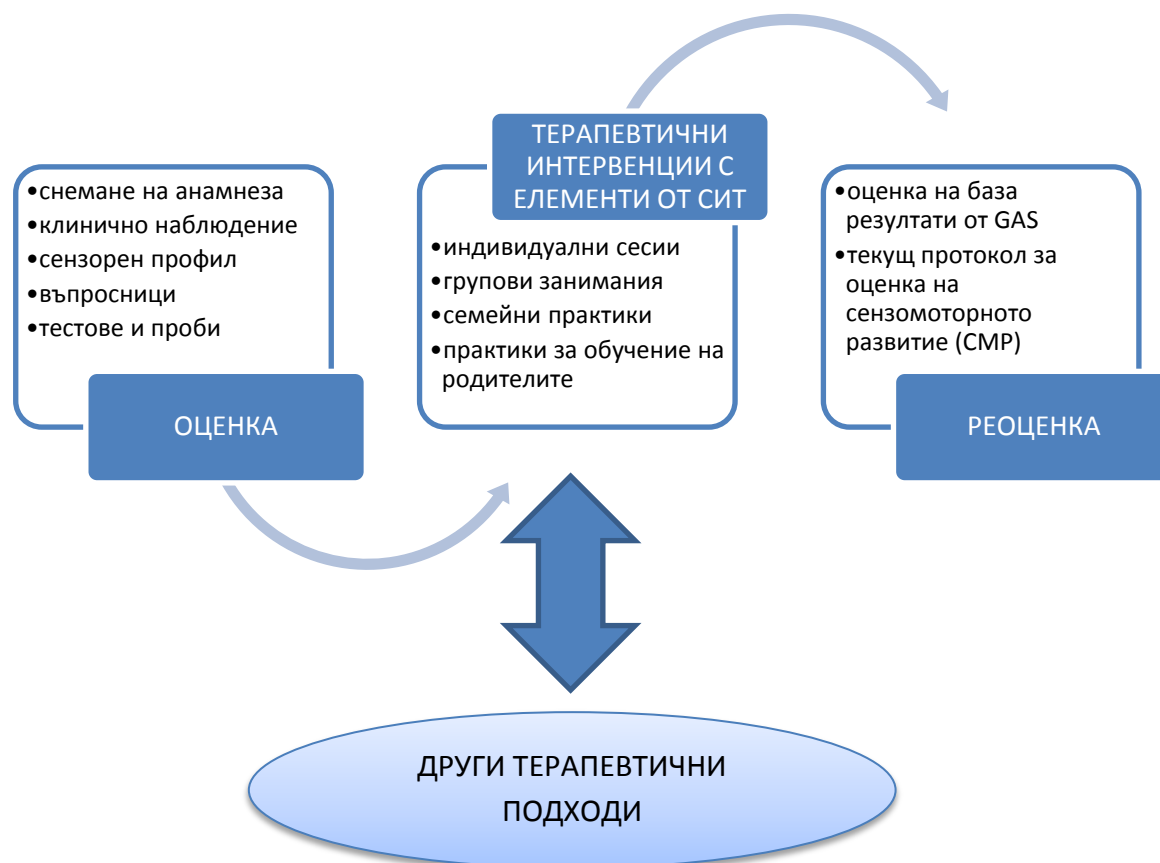 •снемане на анамнеза
•клинично наблюдение
•сензорен профил
•въпросници
•тестове и проби
ОЦЕНКА
ТЕРАПЕВТИЧНИ
ИНТЕРВЕНЦИИ С
ЕЛЕМЕНТИ ОТ СИТ
•индивидуални сесии
•групови занимания
•семейни практики
•практики за обучение на
родителите
•оценка на база
резултати от GAS
•текущ протокол за
оценка на
сензомоторното
развитие (СМР)
РЕОЦЕНКА
ДРУГИ ТЕРАПЕВТИЧНИ
ПОДХОДИ